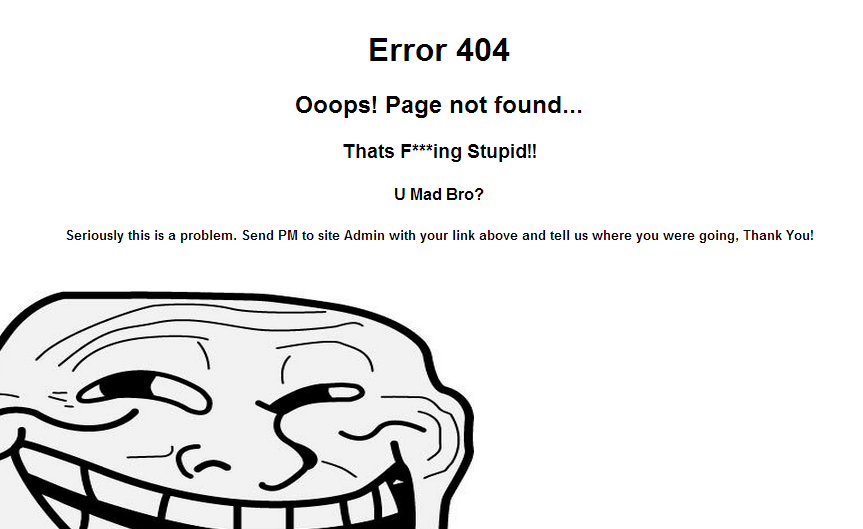 Error 404
Ooops! Page not found...
Thats F***ing Stupid!!
U Mad Bro?
Seriously this is a problem. Send PM to site Admin with your link above and tell us where you were going, Thank You!